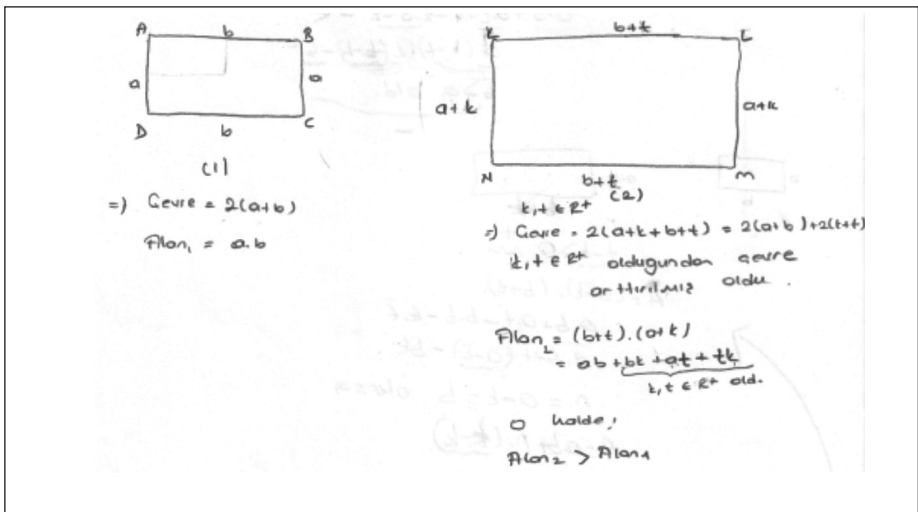 A b B
a a
D b C
(1)
=) Çevre = 2(a+b)
Alan₁ = a.b
K b+t L
a+k a+k
N b+t M
(2)
k,t ∈ R⁺
=) Çevre = 2(a+k+b+t) = 2(a+b)+2(k+t)
k,t ∈ R⁺ olduğundan çevre
arttırılmış oldu.
Alan₂ = (b+t).(a+k)
= ab + bk + at + tk
k,t ∈ R⁺ old.
O halde;
Alan₂ > Alan₁